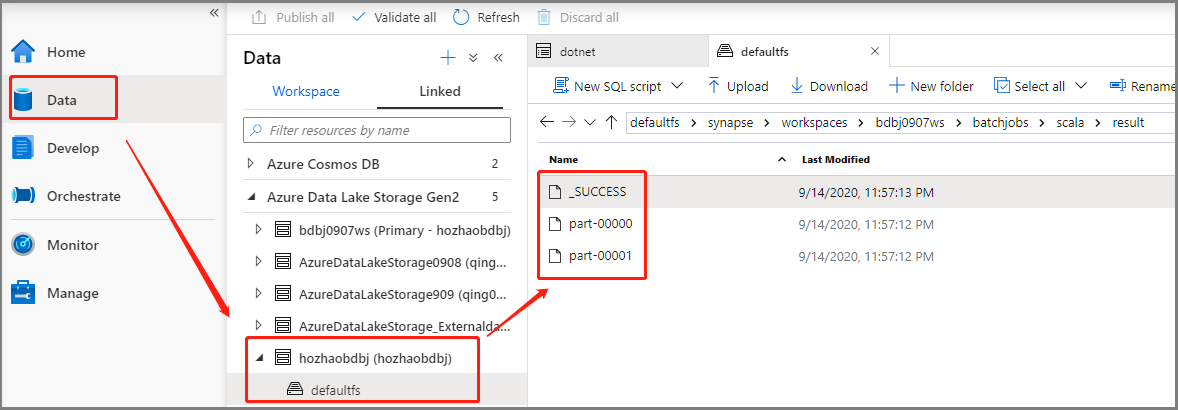 Publish all Validate all Refresh Discard all
Home
Data
Develop
Orchestrate
Monitor
Manage
Data
Workspace Linked
Filter resources by name
Azure Cosmos DB 2
Azure Data Lake Storage Gen2 5
bdbj0907ws (Primary - hozhaobdbj)
AzureDataLakeStorage0908 (qing0...
AzureDataLakeStorage909 (qing0...
AzureDataLakeStorage_Externalda...
hozhaobdbj (hozhaobdbj)
defaultfs
dotnet defaultfs
New SQL script Upload Download New folder Select all Rename
defaultfs synapse workspaces bdbj0907ws batchjobs scala result
Name Last Modified
_SUCCESS 9/14/2020, 11:57:13 PM
part-00000 9/14/2020, 11:57:12 PM
part-00001 9/14/2020, 11:57:12 PM